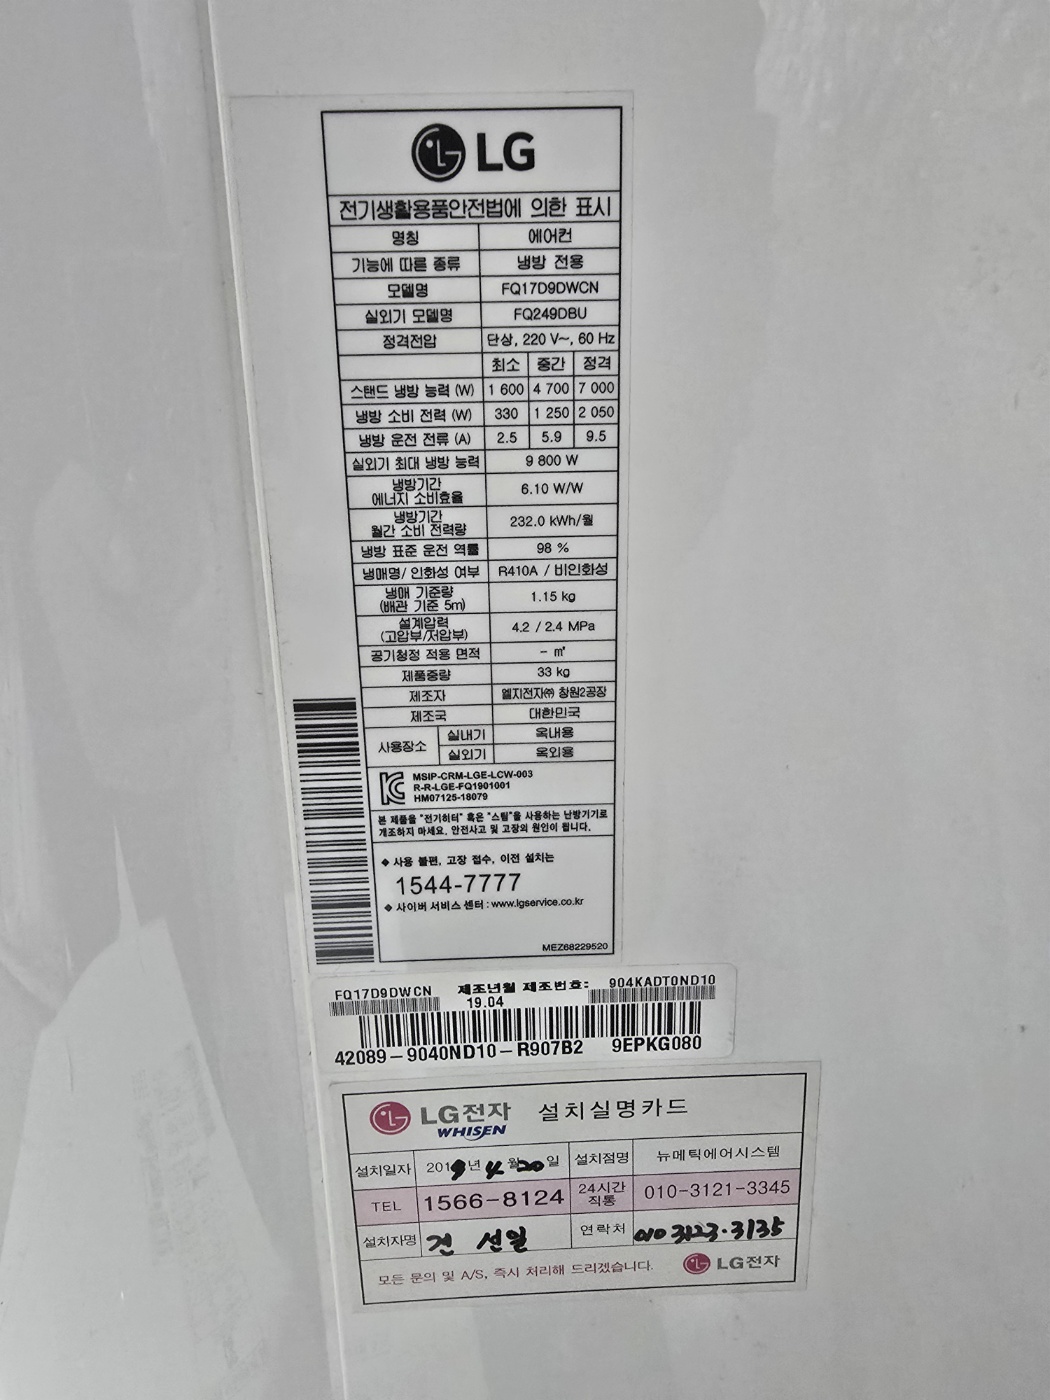 LG
전기생활용품안전법에 의한 표시
명칭 에어컨
기능에 따른 종류 냉방 전용
모델명 FQ17D9DWCN
실외기 모델명 FQ249DBU
정격전압 단상, 220 V~, 60 Hz
최소 중간 정격
스탠드 냉방 능력 (W) 1 600 4 700 7 000
냉방 소비 전력 (W) 330 1 250 2 050
냉방 운전 전류 (A) 2.5 5.9 9.5
실외기 최대 냉방 능력 9 800 W
냉방기간
에너지 소비효율 6.10 W/W
냉방기간
월간 소비 전력량 232.0 kWh/월
냉방 표준 운전 역률 98 %
냉매명/ 인화성 여부 R410A / 비인화성
냉매 기준량
(배관 기준 5m) 1.15 kg
설계압력
(고압부/저압부) 4.2 / 2.4 MPa
공기청정 적용 면적 - ㎡
제품중량 33 kg
제조자 엘지전자㈜ 창원2공장
제조국 대한민국
사용장소 실내기 옥내용
실외기 옥외용
MSIP-CRM-LGE-LCW-003
R-R-LGE-FQ1901001
HM07125-18079
본 제품을 "전기히터" 혹은 "스팀"을 사용하는 난방기기로
개조하지 마세요. 안전사고 및 고장의 원인이 됩니다.
◆ 사용 불편, 고장 접수, 이전 설치는
1544-7777
◆ 사이버 서비스 센터 : www.lgservice.co.kr
MEZ68229520
FQ17D9DWCN 제조년월 제조번호: 904KADT0ND10
19.04
42089-9040ND10-R907B2 9EPKG080
LG전자 설치실명카드
WHISEN
설치일자 2019년 4월 20일 설치점명 뉴메틱에어시스템
TEL 1566-8124 24시간 직통 010-3121-3345
설치자명 견 선일 연락처 010 3123.3135
모든 문의 및 A/S, 즉시 처리해 드리겠습니다. LG전자